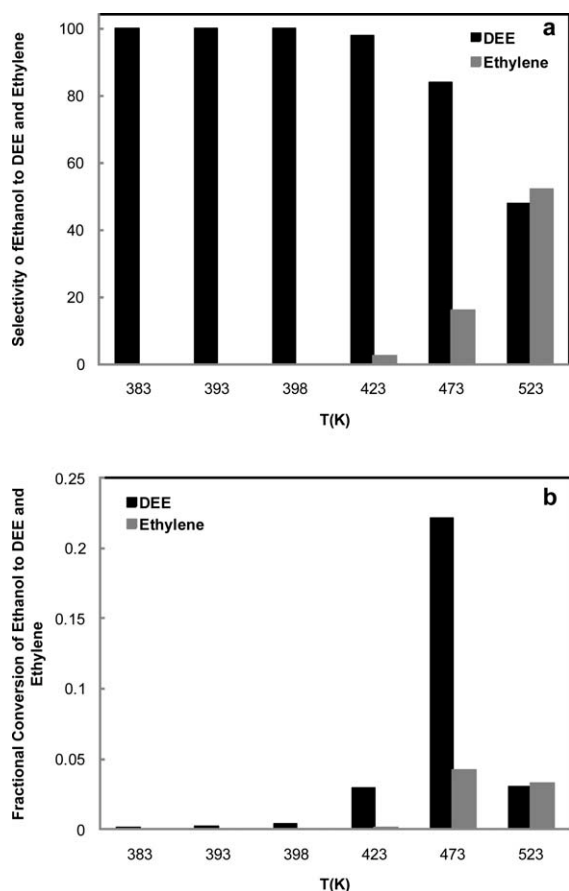 a
DEE
Ethylene
Selectivity o fEthanol to DEE and Ethylene
100
80
60
40
20
0
383 393 398 423 473 523
T(K)
b
DEE
Ethylene
Fractional Conversion of Ethanol to DEE and
Ethylene
0.25
0.2
0.15
0.1
0.05
0
383 393 398 423 473 523
T(K)